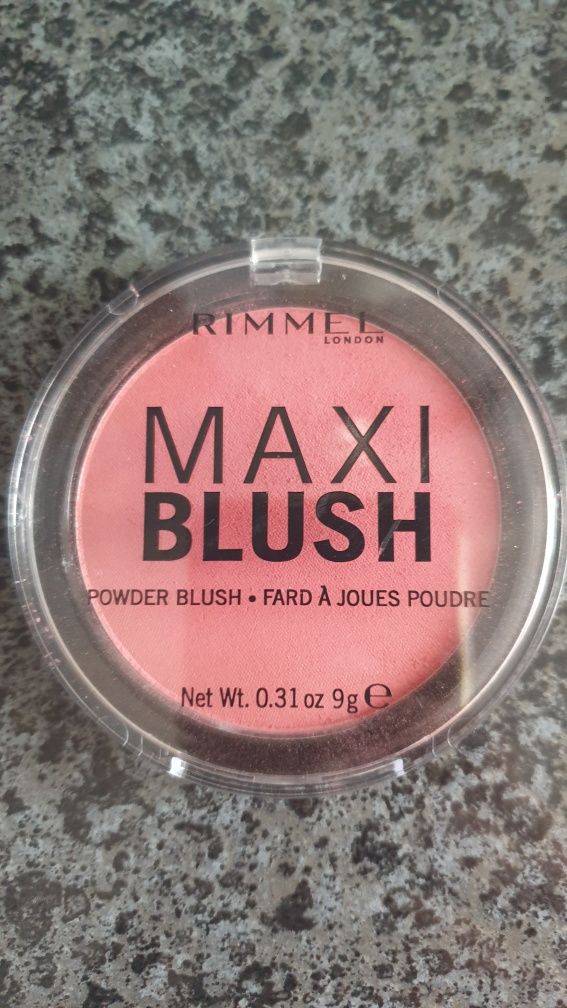 RIMMEL
LONDON
MAXI
BLUSH
POWDER BLUSH • FARD À JOUES POUDRE
Net Wt. 0.31 oz 9g ℮